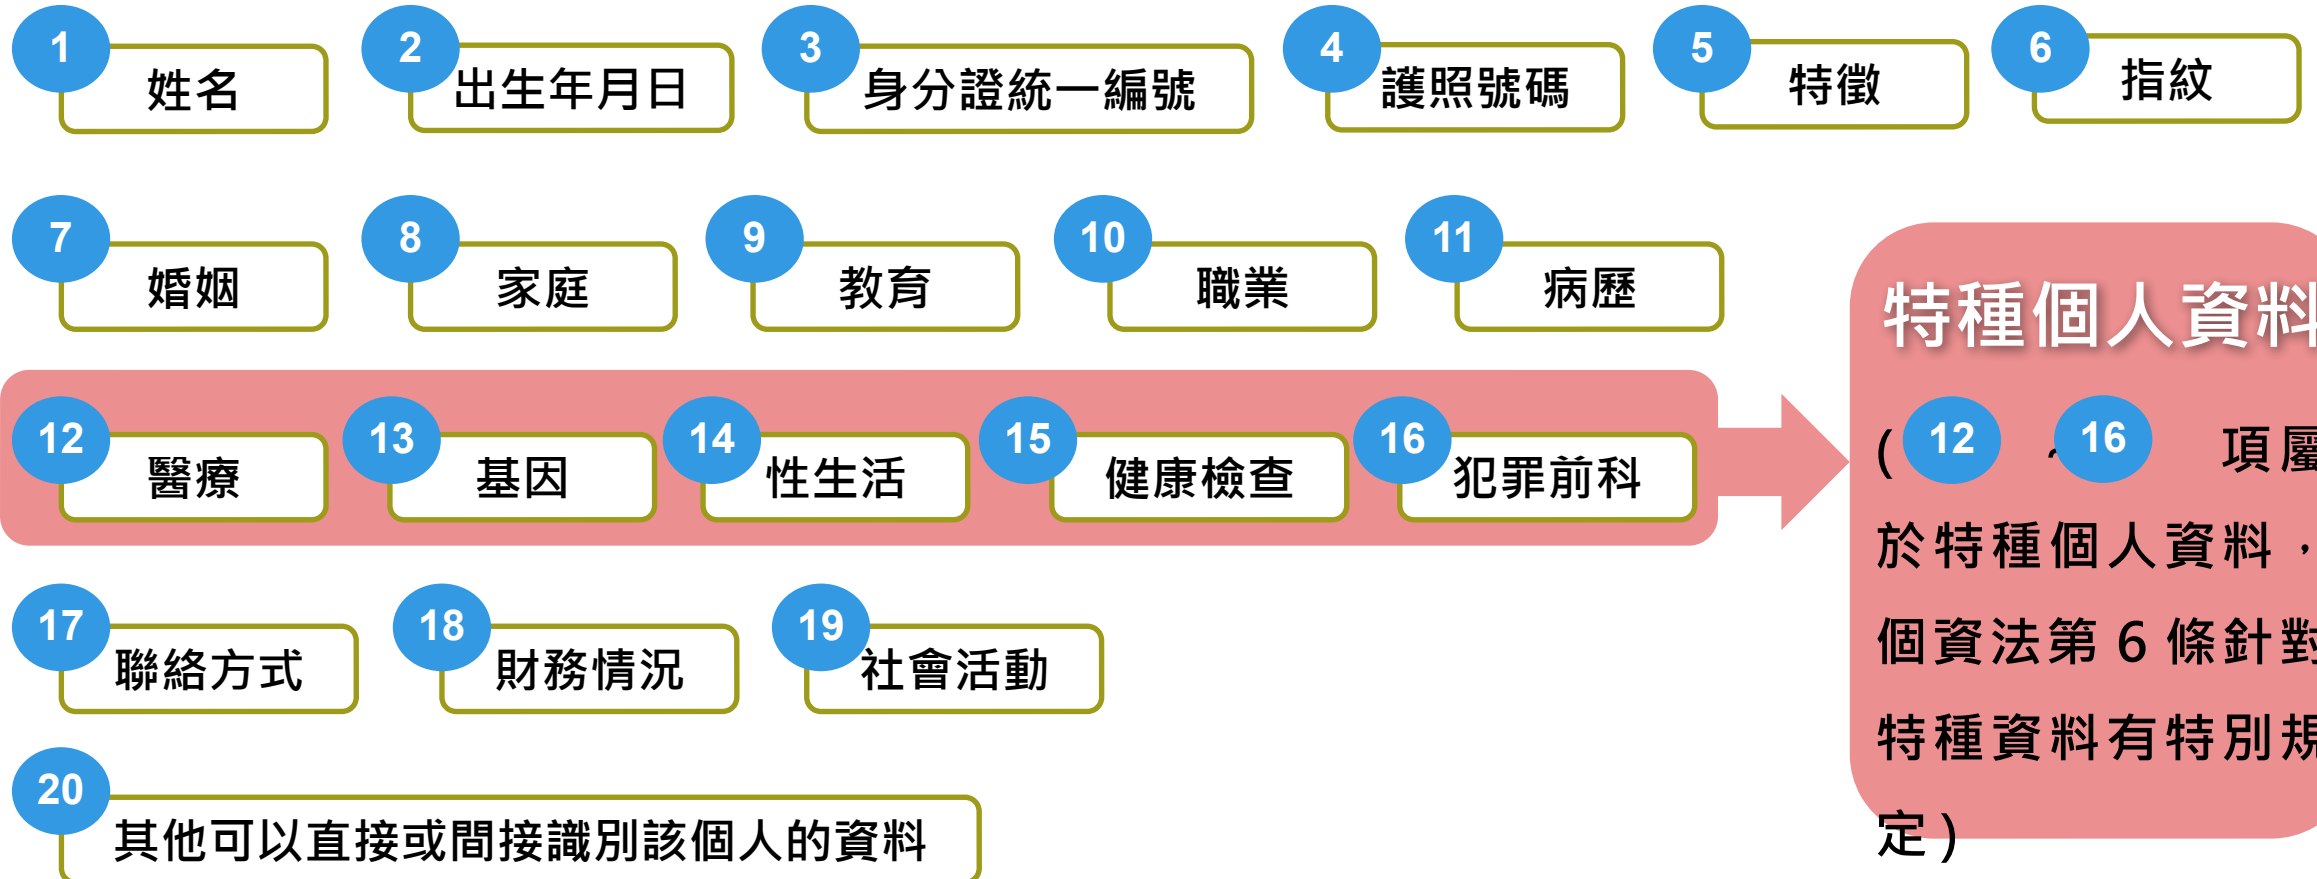 1 姓名
2 出生年月日
3 身分證統一編號
4 護照號碼
5 特徵
6 指紋
7 婚姻
8 家庭
9 教育
10 職業
11 病歷
12 醫療
13 基因
14 性生活
15 健康檢查
16 犯罪前科
17 聯絡方式
18 財務情況
19 社會活動
20 其他可以直接或間接識別該個人的資料
特種個人資料
( 12 ~ 16 項屬
於特種個人資料，
個資法第6條針對
特種資料有特別規
定)